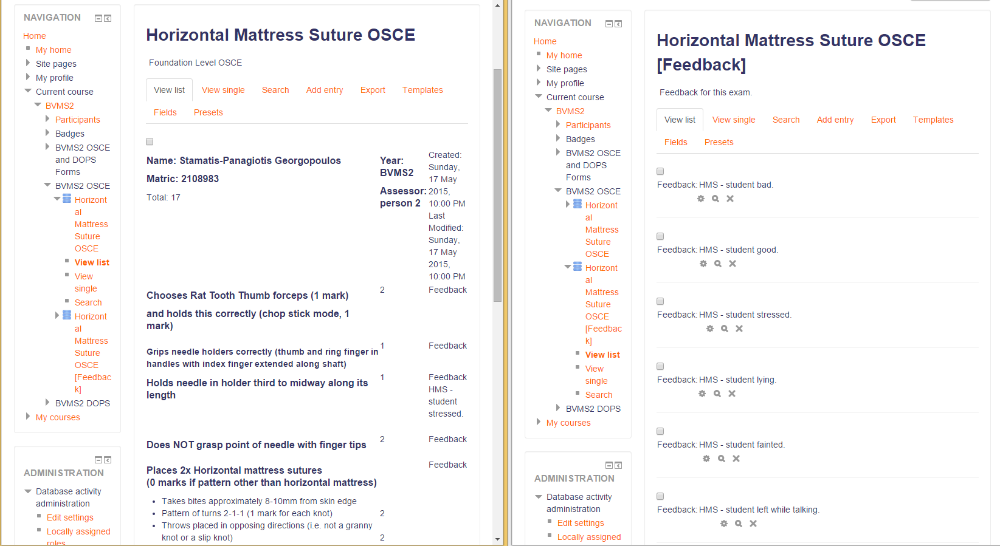 NAVIGATION
Home
My home
Site pages
My profile
Current course
BVMS2
Participants
Badges
BVMS2 OSCE
and DOPS
Forms
BVMS2 OSCE
Horizont
al
Mattress
Suture
OSCE
View list
View
single
Search
Horizont
al
Mattress
Suture
OSCE
[Feedbac
k]
BVMS2 DOPS
My courses
ADMINISTRATION
Database activity
administration
Edit settings
Locally assigned
roles
Horizontal Mattress Suture OSCE
Foundation Level OSCE
View list View single Search Add entry Export Templates
Fields Presets
Name: Stamatis-Panagiotis Georgopoulos
Matric: 2108983
Total: 17
Year:
BVMS2
Assessor:
person 2
Created:
Sunday,
17 May
2015,
10:00 PM
Last
Modified:
Sunday,
17 May
2015,
10:00 PM
Chooses Rat Tooth Thumb forceps (1 mark) 2 Feedback
and holds this correctly (chop stick mode, 1
mark)
Grips needle holders correctly (thumb and ring finger in 1 Feedback
handles with index finger extended along shaft)
Holds needle in holder third to midway along its 1 Feedback
length
HMS -
student
stressed.
Does NOT grasp point of needle with finger tips 2 Feedback
Places 2x Horizontal mattress sutures Feedback
(0 marks if pattern other than horizontal mattress)
• Takes bites approximately 8-10mm from skin edge
• Pattern of turns 2-1-1 (1 mark for each knot) 2
• Throws placed in opposing directions (i.e. not a granny
knot or a slip knot) 2
NAVIGATION
Home
My home
Site pages
My profile
Current course
BVMS2
Participants
Badges
BVMS2 OSCE
and DOPS
Forms
BVMS2 OSCE
Horizont
al
Mattress
Suture
OSCE
Horizont
al
Mattress
Suture
OSCE
[Feedbac
k]
View list
View
single
Search
BVMS2 DOPS
My courses
ADMINISTRATION
Database activity
administration
Edit settings
Locally assigned
Horizontal Mattress Suture OSCE
[Feedback]
Feedback for this exam.
View list View single Search Add entry Export Templates
Fields Presets
Feedback: HMS - student bad.
Feedback: HMS - student good.
Feedback: HMS - student stressed.
Feedback: HMS - student lying.
Feedback: HMS - student fainted.
Feedback: HMS - student left while talking.